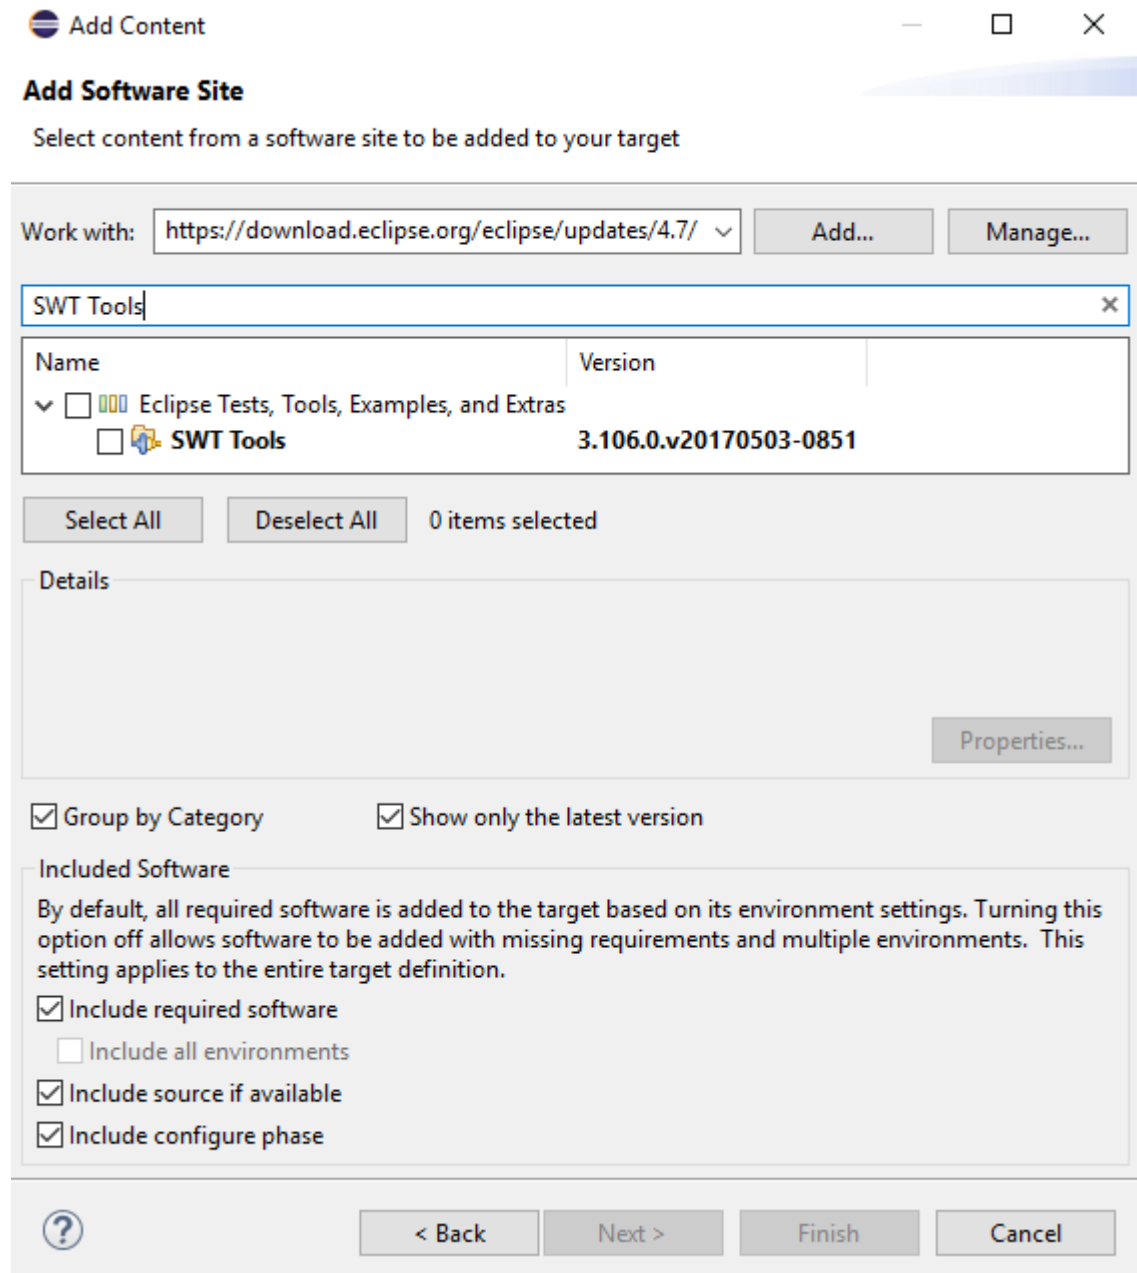 Add Content
Add Software Site
Select content from a software site to be added to your target
Work with: https://download.eclipse.org/eclipse/updates/4.7/ Add... Manage...
SWT Tools
Name Version
Eclipse Tests, Tools, Examples, and Extras
SWT Tools 3.106.0.v20170503-0851
Select All Deselect All 0 items selected
Details
Properties...
Group by Category Show only the latest version
Included Software
By default, all required software is added to the target based on its environment settings. Turning this
option off allows software to be added with missing requirements and multiple environments.  This
setting applies to the entire target definition.
Include required software
Include all environments
Include source if available
Include configure phase
? < Back Next > Finish Cancel